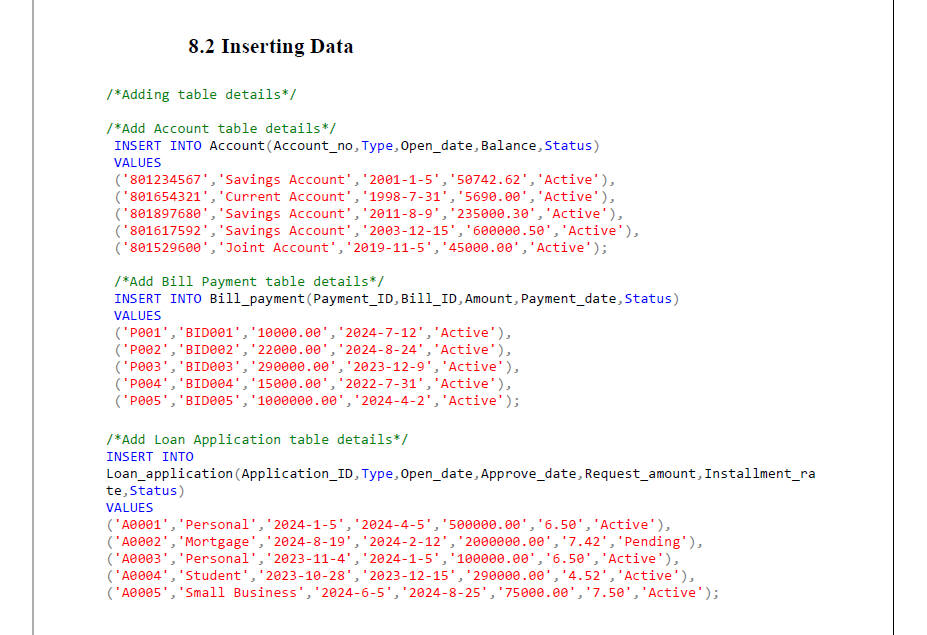 8.2 Inserting Data
/*Adding table details*/
/*Add Account table details*/
INSERT INTO Account(Account_no,Type,Open_date,Balance,Status)
VALUES
('801234567','Savings Account','2001-1-5','50742.62','Active'),
('801654321','Current Account','1998-7-31','5690.00','Active'),
('801897680','Savings Account','2011-8-9','235000.30','Active'),
('801617592','Savings Account','2003-12-15','600000.50','Active'),
('801529600','Joint Account','2019-11-5','45000.00','Active');
/*Add Bill Payment table details*/
INSERT INTO Bill_payment(Payment_ID,Bill_ID,Amount,Payment_date,Status)
VALUES
('P001','BID001','10000.00','2024-7-12','Active'),
('P002','BID002','22000.00','2024-8-24','Active'),
('P003','BID003','290000.00','2023-12-9','Active'),
('P004','BID004','15000.00','2022-7-31','Active'),
('P005','BID005','1000000.00','2024-4-2','Active');
/*Add Loan Application table details*/
INSERT INTO
Loan_application(Application_ID,Type,Open_date,Approve_date,Request_amount,Installment_ra
te,Status)
VALUES
('A0001','Personal','2024-1-5','2024-4-5','500000.00','6.50','Active'),
('A0002','Mortgage','2024-8-19','2024-2-12','2000000.00','7.42','Pending'),
('A0003','Personal','2023-11-4','2024-1-5','100000.00','6.50','Active'),
('A0004','Student','2023-10-28','2023-12-15','290000.00','4.52','Active'),
('A0005','Small Business','2024-6-5','2024-8-25','75000.00','7.50','Active');